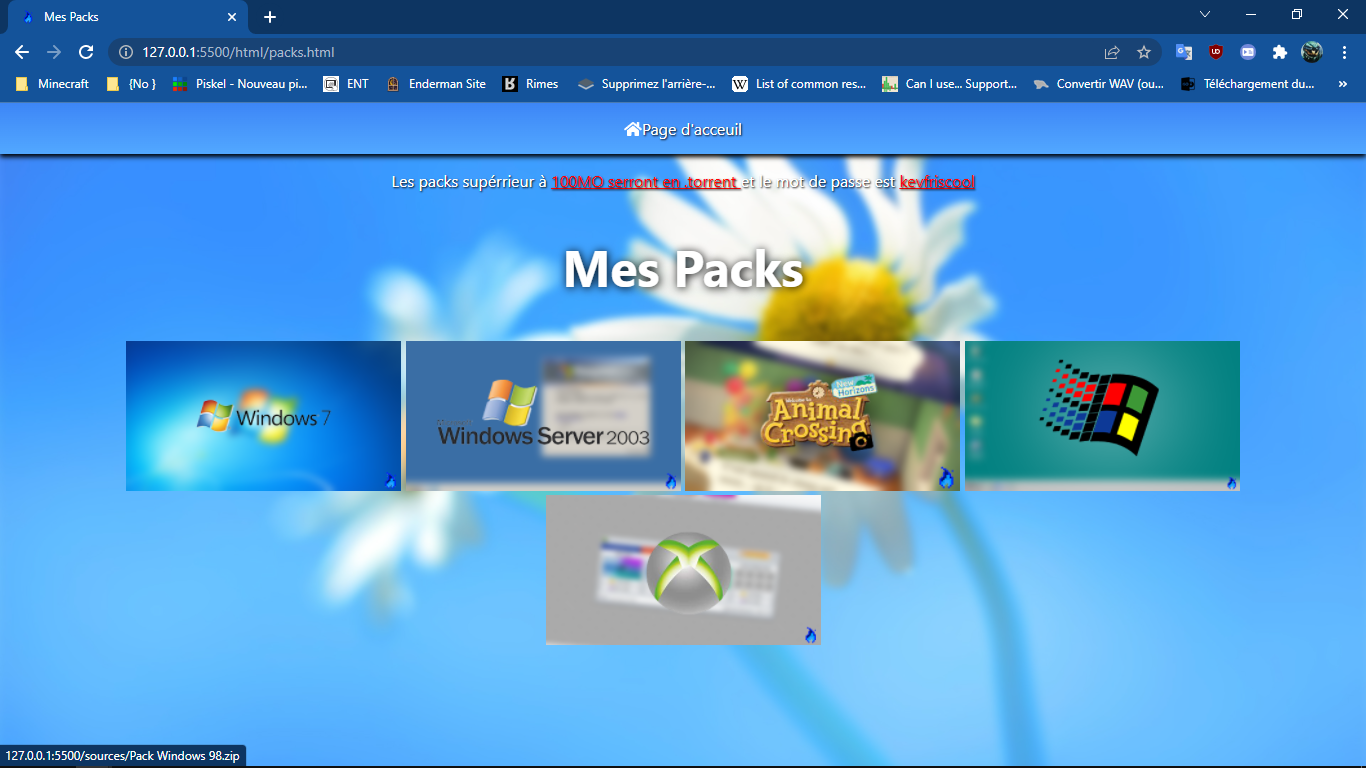 Mes Packs
127.0.0.1:5500/html/packs.html
Minecraft {No } Piskel - Nouveau pi... ENT Enderman Site Rimes Supprimez l'arrière-... List of common res... Can I use... Support... Convertir WAV (ou... Téléchargement du... »
Page d'acceuil
Les packs supérrieur à 100MO serront en .torrent et le mot de passe est keyfriscool
Mes Packs
Windows 7
Windows Server 2003
New Horizons
Welcome to
Animal
Crossing
127.0.0.1:5500/sources/Pack Windows 98.zip